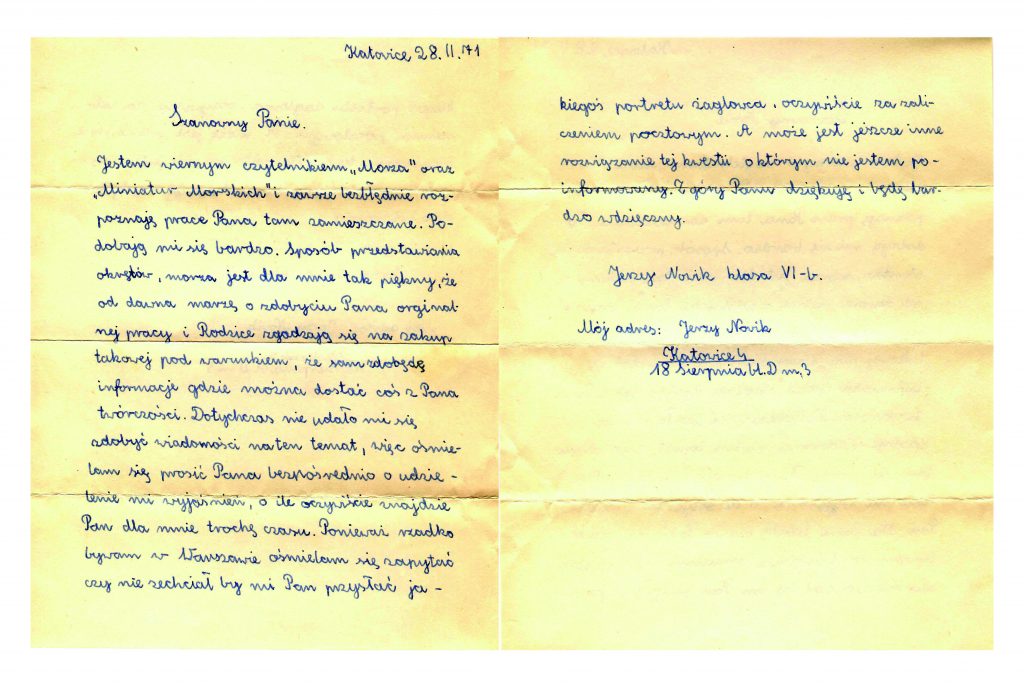 Katowice 28.II.71
Szanowny Panie.
Jestem wiernym czytelnikiem „Morza” oraz
„Miniatur Morskich” i zawsze bezbłędnie roz-
poznaję prace Pana tam zamieszczane. Po-
dobają mi się bardzo. Sposób przedstawiania
okrętów, morza jest dla mnie tak piękny, że
od dawna marzę o zdobyciu Pana orginal-
nej pracy i Rodzice zgadzają się na zakup
takowej pod warunkiem, że sam zdobędę
informacje gdzie można dostać coś z Pana
twórczości. Dotychczas nie udało mi się
zdobyć wiadomości na ten temat, więc ośmie-
lam się prosić Pana bezpośrednio o udzie-
lenie mi wyjaśnień, o ile oczywiście znajdzie
Pan dla mnie trochę czasu. Ponieważ rzadko
bywam w Warszawie ośmielam się zapytać
czy nie zechciał by mi Pan przysłać ja-
kiegoś portretu żaglowca, oczywiście za zali-
czeniem pocztowym. A może jest jeszcze inne
rozwiązanie tej kwestii o którym nie jestem po-
informowany. Z góry Panu dziękuję i będę bar-
dzo wdzięczny.
Jerzy Nowik klasa VI-b.
Mój adres: Jerzy Nowik
Katowice 4
18 Sierpnia bl.D m.3